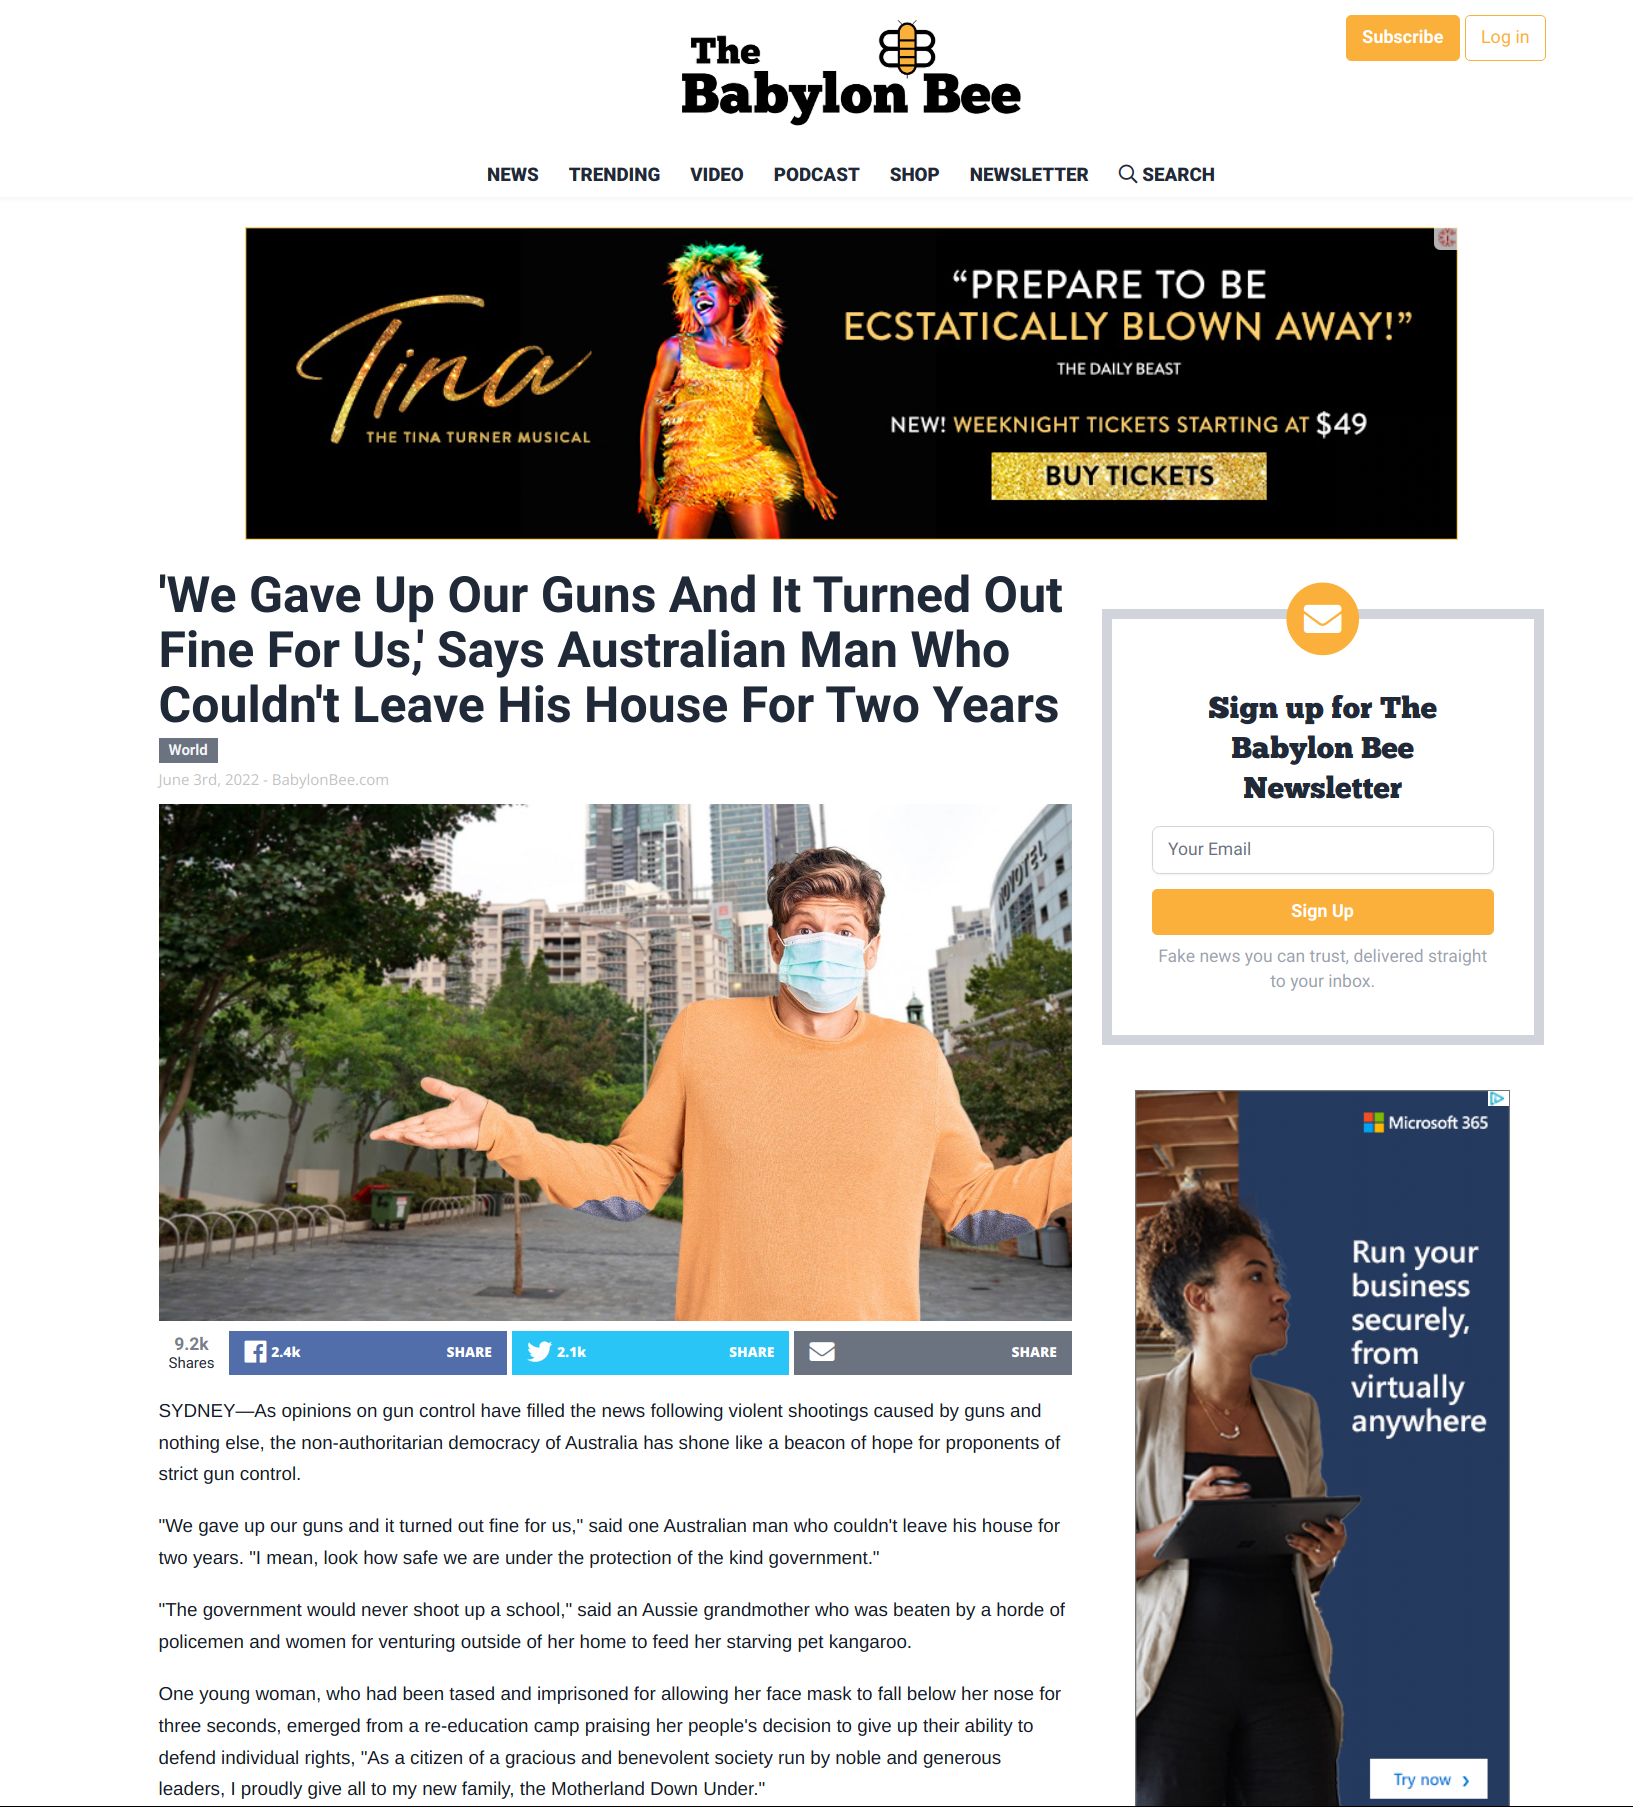 The
Babylon Bee
Subscribe
Log in
NEWS
TRENDING
VIDEO
PODCAST
SHOP
NEWSLETTER
SEARCH
Tina
THE TINA TURNER MUSICAL
“PREPARE TO BE
ECSTATICALLY BLOWN AWAY!”
THE DAILY BEAST
NEW! WEEKNIGHT TICKETS STARTING AT $49
BUY TICKETS
'We Gave Up Our Guns And It Turned Out
Fine For Us,' Says Australian Man Who
Couldn't Leave His House For Two Years
World
June 3rd, 2022 - BabylonBee.com
NOVOTEL
9.2k
Shares
2.4k
SHARE
2.1k
SHARE
SHARE
SYDNEY—As opinions on gun control have filled the news following violent shootings caused by guns and
nothing else, the non-authoritarian democracy of Australia has shone like a beacon of hope for proponents of
strict gun control.
"We gave up our guns and it turned out fine for us," said one Australian man who couldn't leave his house for
two years. "I mean, look how safe we are under the protection of the kind government."
"The government would never shoot up a school," said an Aussie grandmother who was beaten by a horde of
policemen and women for venturing outside of her home to feed her starving pet kangaroo.
One young woman, who had been tased and imprisoned for allowing her face mask to fall below her nose for
three seconds, emerged from a re-education camp praising her people's decision to give up their ability to
defend individual rights, "As a citizen of a gracious and benevolent society run by noble and generous
leaders, I proudly give all to my new family, the Motherland Down Under."
Sign up for The
Babylon Bee
Newsletter
Your Email
Sign Up
Fake news you can trust, delivered straight
to your inbox.
Microsoft 365
Run your
business
securely,
from
virtually
anywhere
Try now